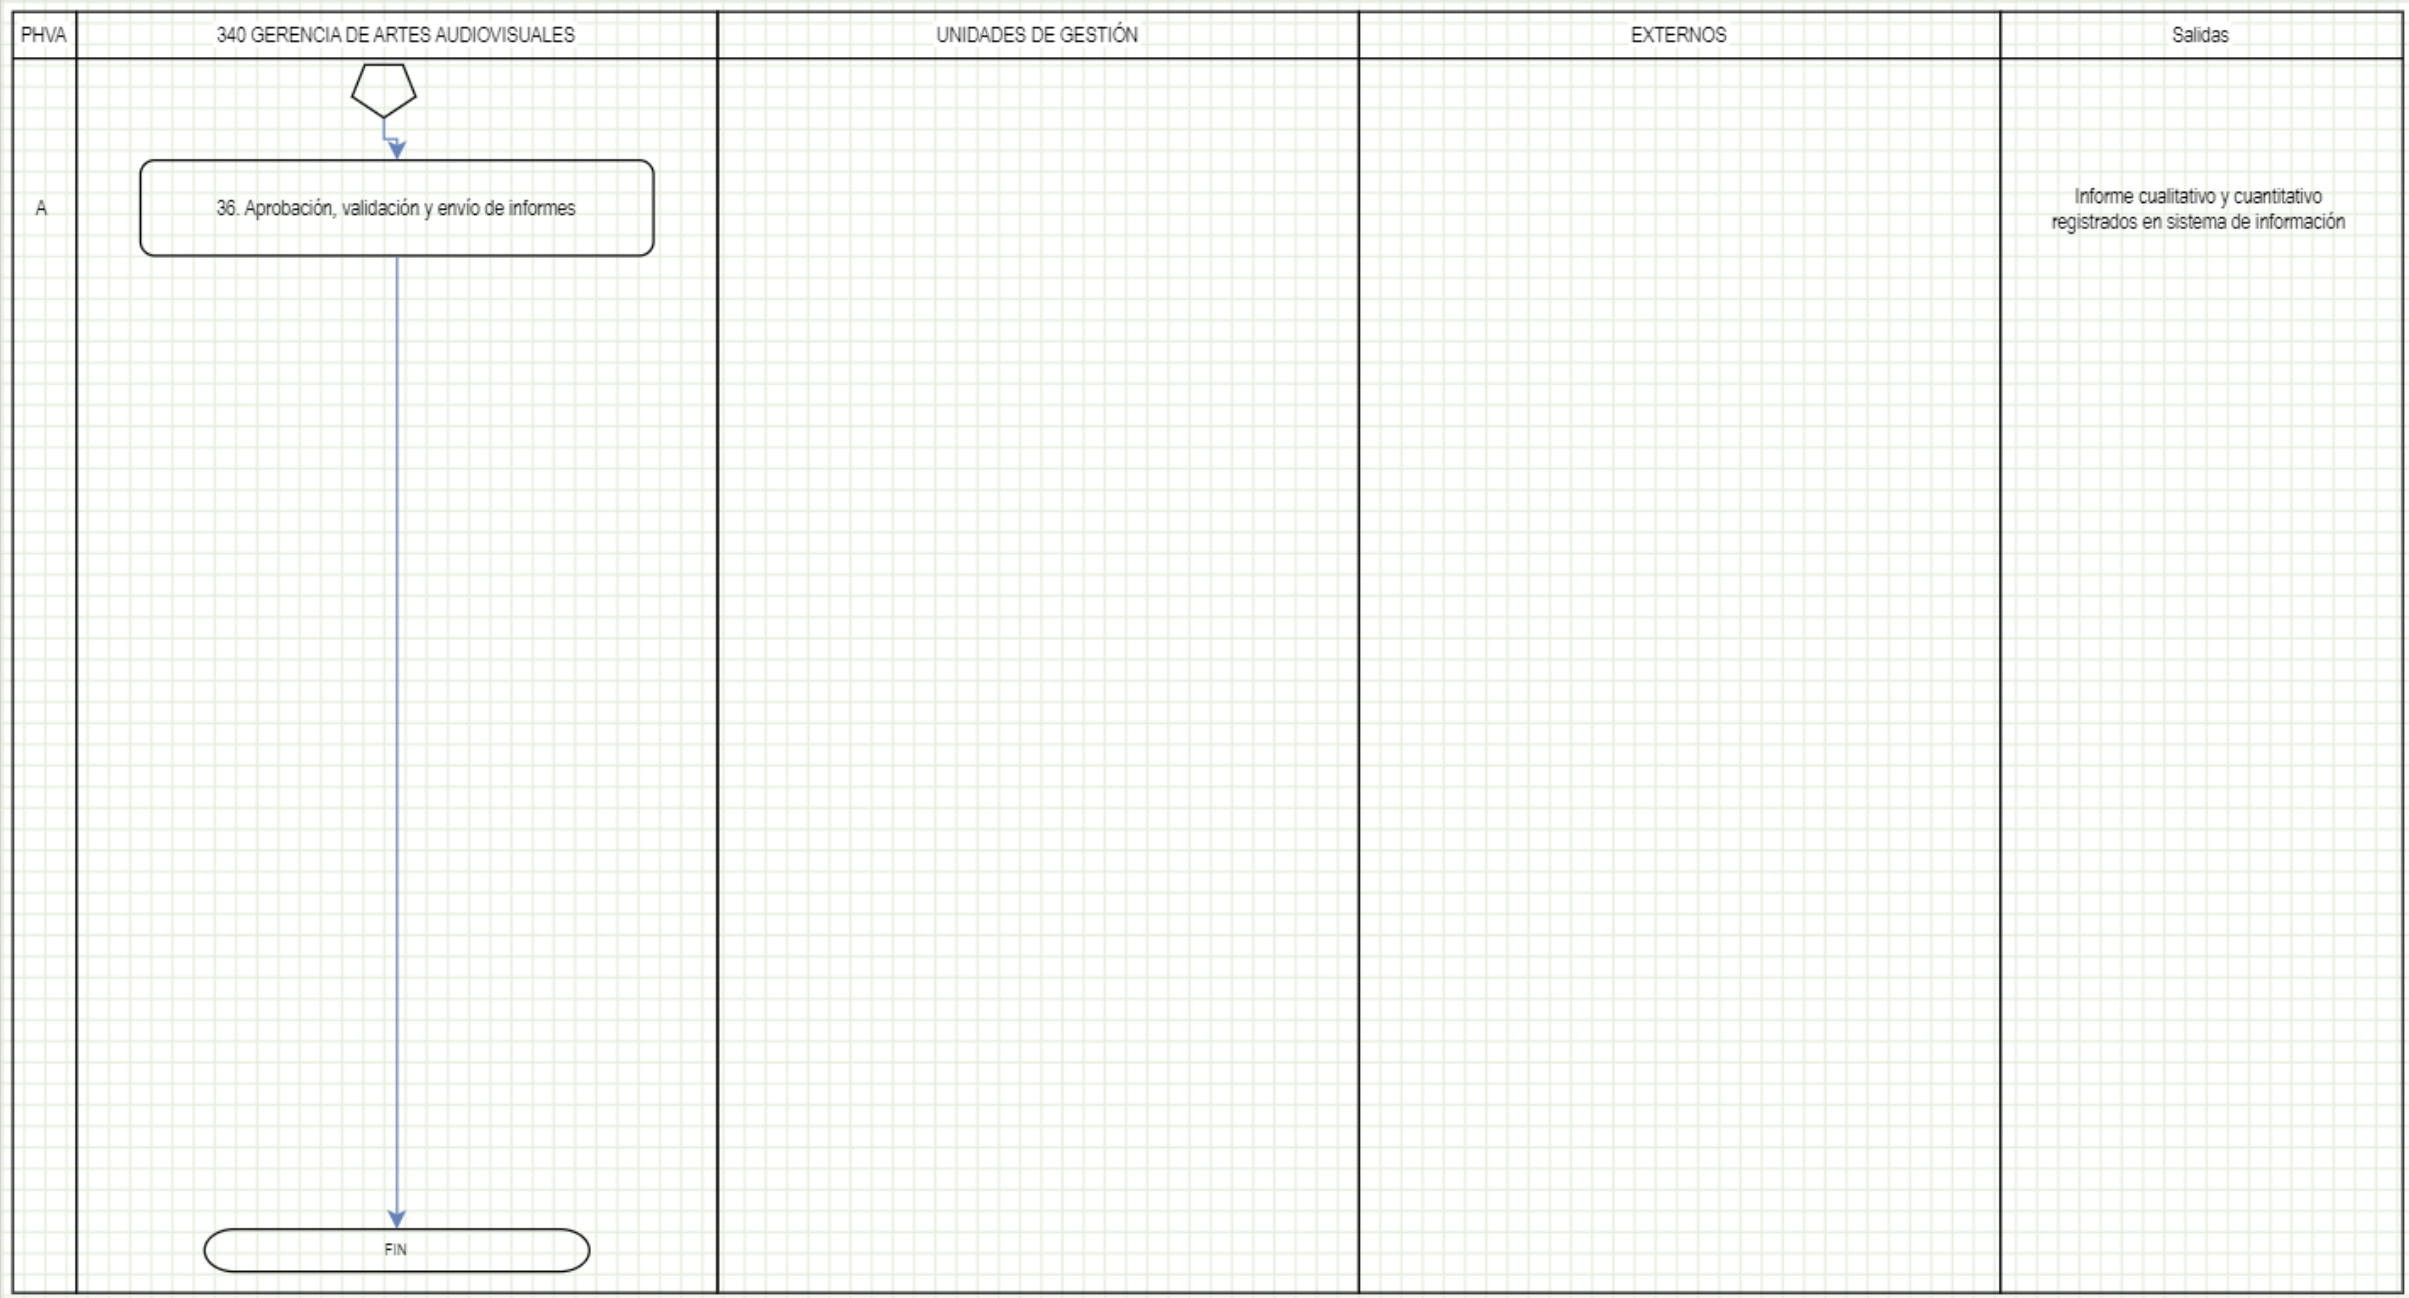 PHVA
340 GERENCIA DE ARTES AUDIOVISUALES
UNIDADES DE GESTIÓN
EXTERNOS
Salidas
A
36. Aprobación, validación y envío de informes
Informe cualitativo y cuantitativo
registrados en sistema de información
FIN